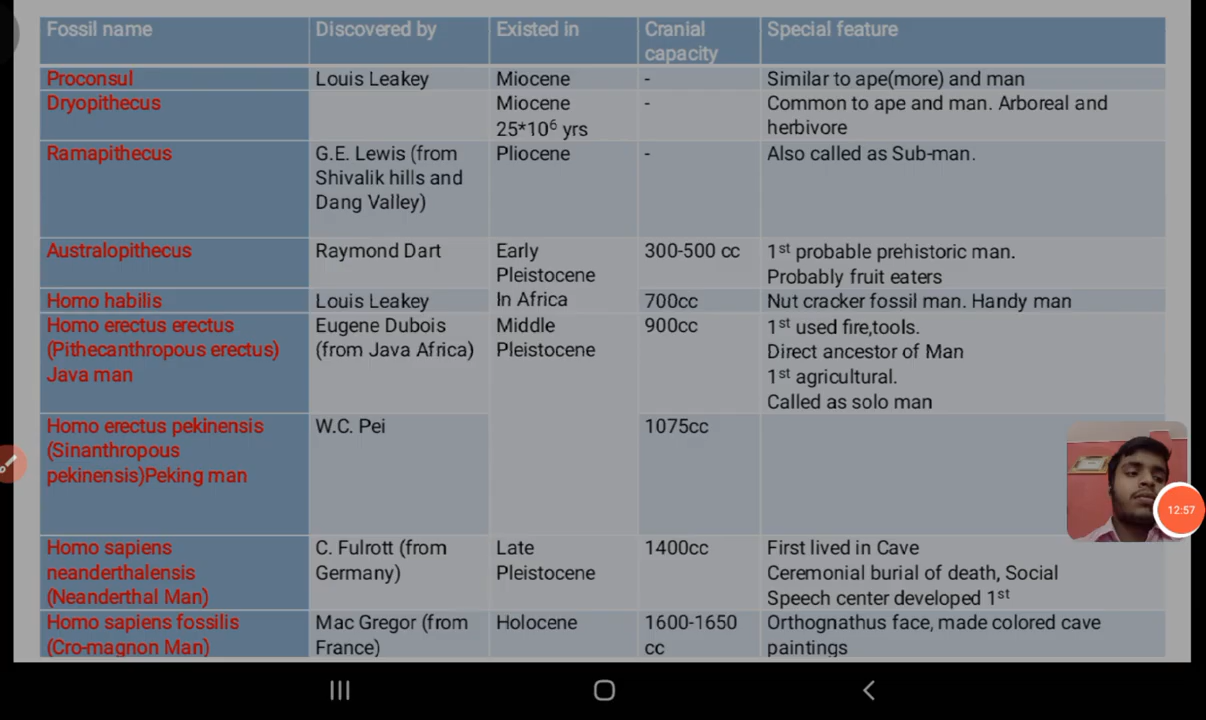 Fossil name
Discovered by
Existed in
Cranial
capacity
Special feature
Proconsul
Louis Leakey
Miocene
-
Similar to ape(more) and man
Dryopithecus
Miocene
25*10⁶ yrs
-
Common to ape and man. Arboreal and
herbivore
Ramapithecus
G.E. Lewis (from
Shivalik hills and
Dang Valley)
Pliocene
-
Also called as Sub-man.
Australopithecus
Raymond Dart
Early
Pleistocene
In Africa
300-500 cc
1st probable prehistoric man.
Probably fruit eaters
Homo habilis
Louis Leakey
700cc
Nut cracker fossil man. Handy man
Homo erectus erectus
(Pithecanthropous erectus)
Java man
Eugene Dubois
(from Java Africa)
Middle
Pleistocene
900cc
1st used fire,tools.
Direct ancestor of Man
1st agricultural.
Called as solo man
Homo erectus pekinensis
(Sinanthropous
pekinensis)Peking man
W.C. Pei
1075cc
Homo sapiens
neanderthalensis
(Neanderthal Man)
C. Fulrott (from
Germany)
Late
Pleistocene
1400cc
First lived in Cave
Ceremonial burial of death, Social
Speech center developed 1st
Homo sapiens fossilis
(Cro-magnon Man)
Mac Gregor (from
France)
Holocene
1600-1650
cc
Orthognathus face, made colored cave
paintings
12:57